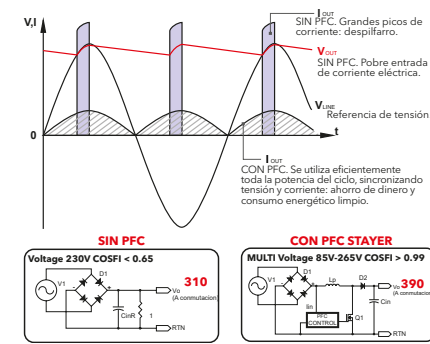 V,I
I OUT
SIN PFC. Grandes picos de
corriente: despilfarro.
V OUT
SIN PFC. Pobre entrada
de corriente eléctrica.
V LINE
Referencia de tensión
0
t
I OUT
CON PFC. Se utiliza eficientemente
toda la potencia del ciclo, sincronizando
tensión y corriente: ahorro de dinero y
consumo energético limpio.
SIN PFC
Voltage 230V COSFI < 0.65
D1
V1
-
+
310
Vo
(A conmutacion)
CinR
1
RTN
CON PFC STAYER
MULTI Voltage 85V-265V COSFI > 0.99
D1
V1
-
+
Lp
D2
390
Vo
(A conmutacion)
Iin
Cin
PFC
CONTROL
Q1
RTN